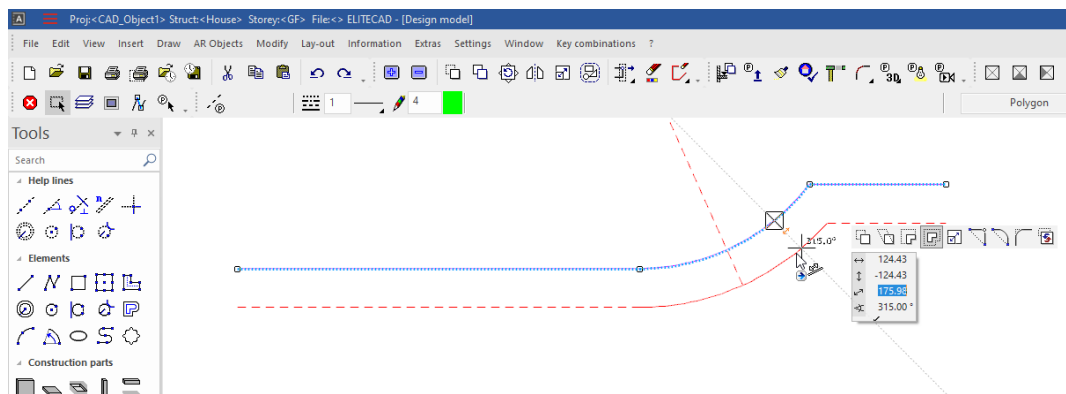 Proj:<CAD_Object1> Struct:<House> Storey:<GF> File:<> ELITECAD - [Design model]
File Edit View Insert Draw AR Objects Modify Lay-out Information Extras Settings Window Key combinations ?
1 4 Polygon
Tools
Search
Help lines
315.0°
Elements
124.43
-124.43
175.98
315.00 °
Construction parts